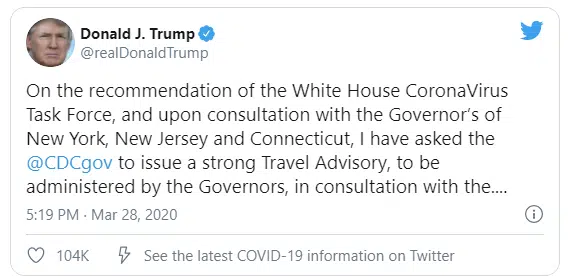 Donald J. Trump
@realDonaldTrump
On the recommendation of the White House CoronaVirus
Task Force, and upon consultation with the Governor's of
New York, New Jersey and Connecticut, I have asked the
@CDCgov to issue a strong Travel Advisory, to be
administered by the Governors, in consultation with the....
5:19 PM · Mar 28, 2020
104K See the latest COVID-19 information on Twitter